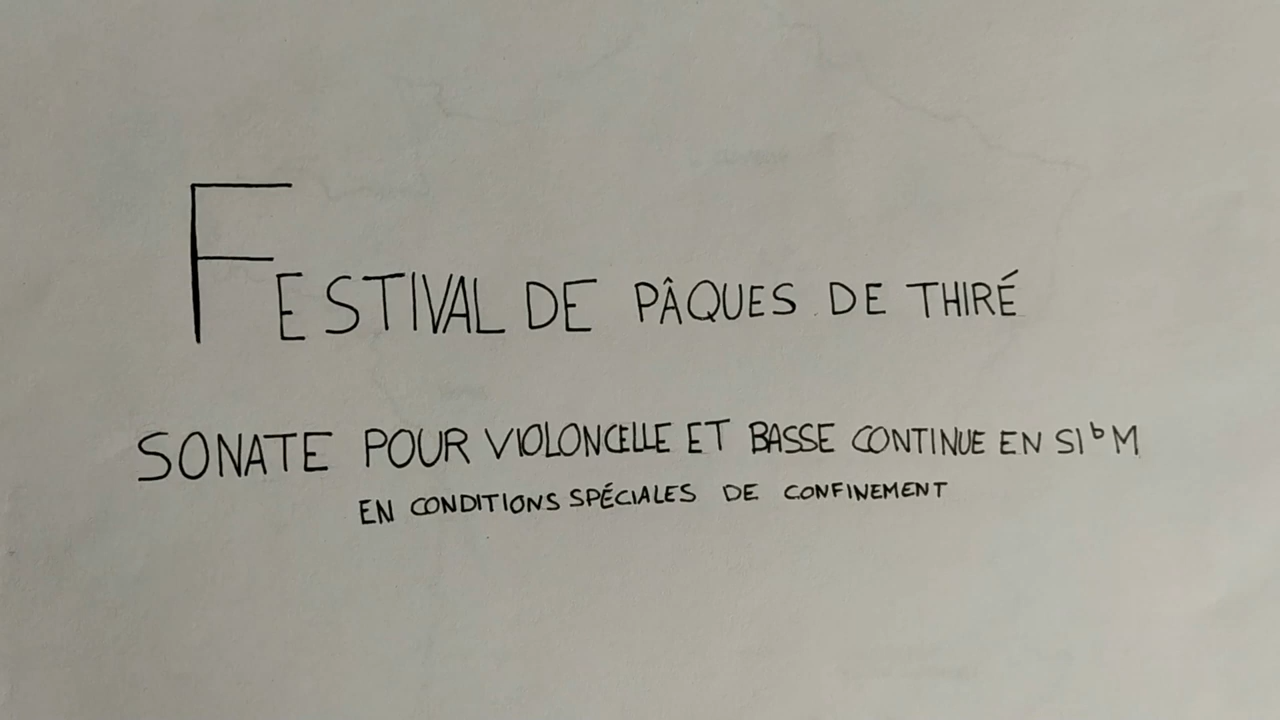 FESTIVAL DE PÂQUES DE THIRÉ
SONATE POUR VIOLONCELLE ET BASSE CONTINUE EN SI♭M
EN CONDITIONS SPÉCIALES DE CONFINEMENT